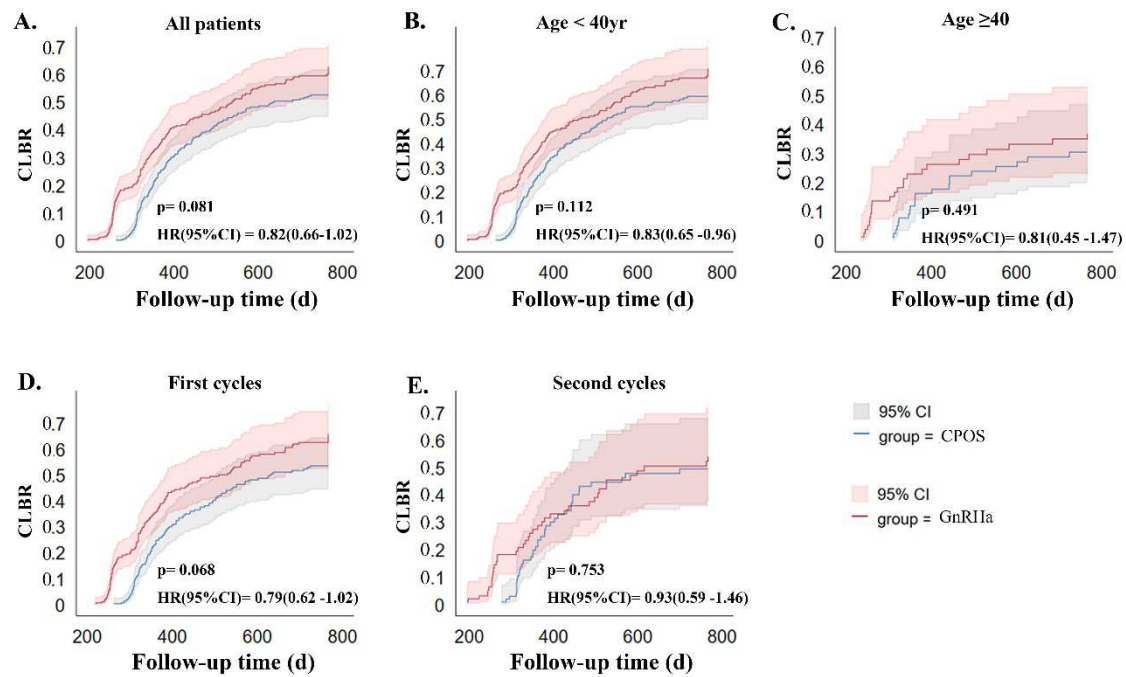 A.
All patients
CLBR
0.7
0.6
0.5
0.4
0.3
0.2
0.1
0
p= 0.081
HR(95%CI) = 0.82(0.66-1.02)
200 400 600 800
Follow-up time (d)
B.
Age < 40yr
CLBR
0.7
0.6
0.5
0.4
0.3
0.2
0.1
0
p= 0.112
HR(95%CI) = 0.83(0.65 -0.96)
200 400 600 800
Follow-up time (d)
C.
Age ≥40
CLBR
0.7
0.6
0.5
0.4
0.3
0.2
0.1
0
p= 0.491
HR(95%CI) = 0.81(0.45 -1.47)
200 400 600 800
Follow-up time (d)
D.
First cycles
CLBR
0.7
0.6
0.5
0.4
0.3
0.2
0.1
0
p= 0.068
HR(95%CI)= 0.79(0.62 -1.02)
200 400 600 800
Follow-up time (d)
E.
Second cycles
CLBR
0.7
0.6
0.5
0.4
0.3
0.2
0.1
0
p= 0.753
HR(95%CI)= 0.93(0.59 -1.46)
200 400 600 800
Follow-up time (d)
95% CI
group = CPOS
95% CI
group = GnRHa